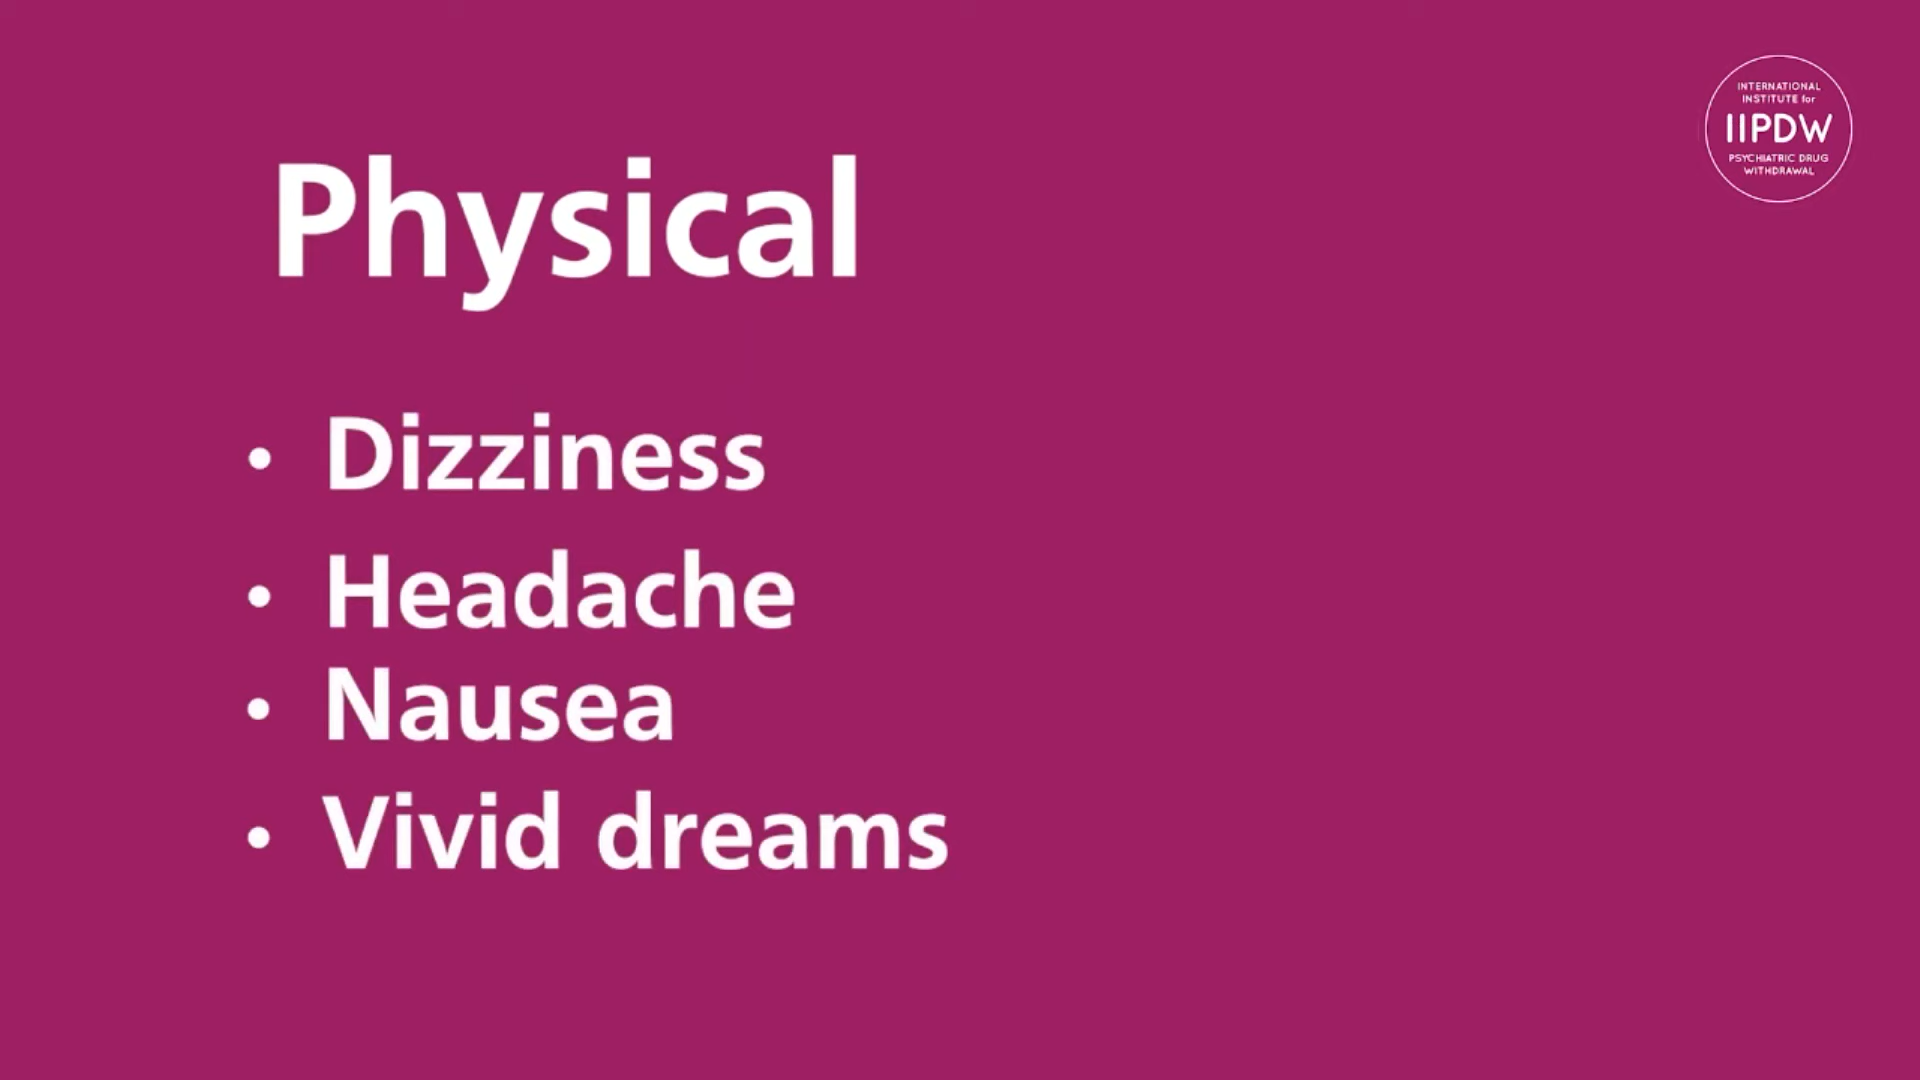 INTERNATIONAL
INSTITUTE for
IIPDW
PSYCHIATRIC DRUG
WITHDRAWAL
Physical
• Dizziness
• Headache
• Nausea
• Vivid dreams